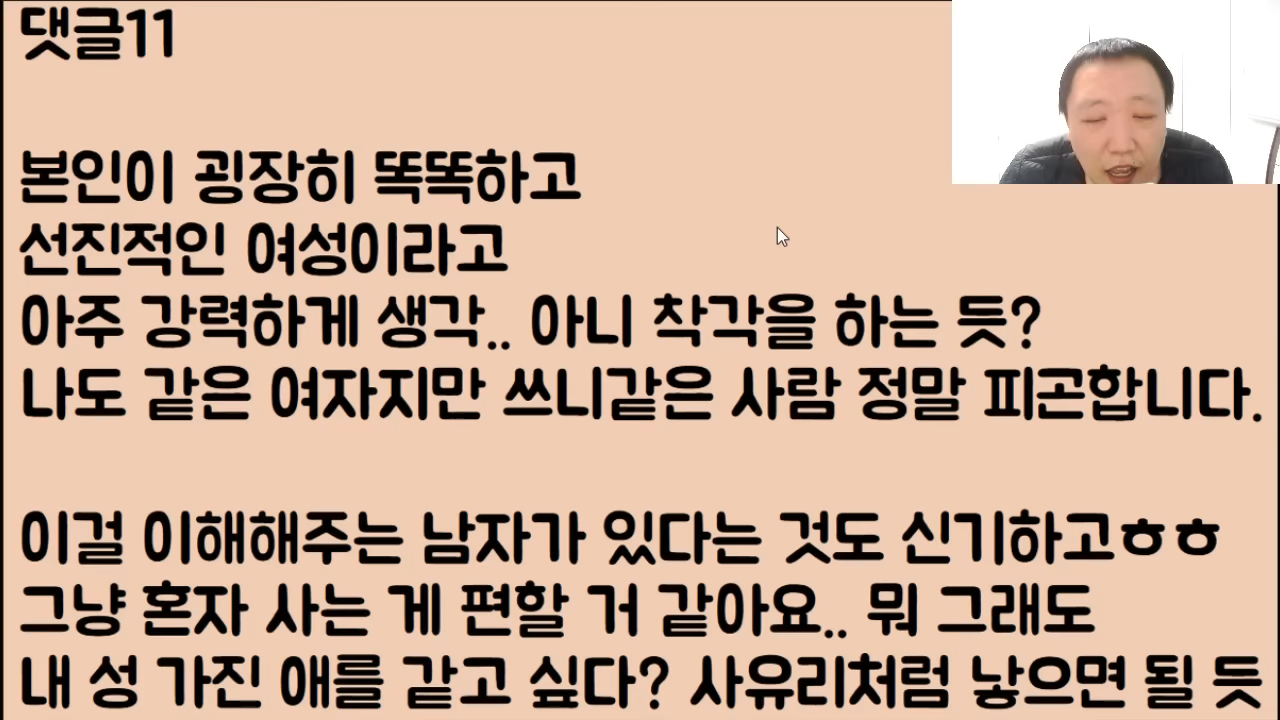 댓글11
본인이 굉장히 똑똑하고
선진적인 여성이라고
아주 강력하게 생각.. 아니 착각을 하는 듯?
나도 같은 여자지만 쓰니같은 사람 정말 피곤합니다.
이걸 이해해주는 남자가 있다는 것도 신기하고ㅎㅎ
그냥 혼자 사는 게 편할 거 같아요.. 뭐 그래도
내 성 가진 애를 같고 싶다? 사유리처럼 낳으면 될 듯